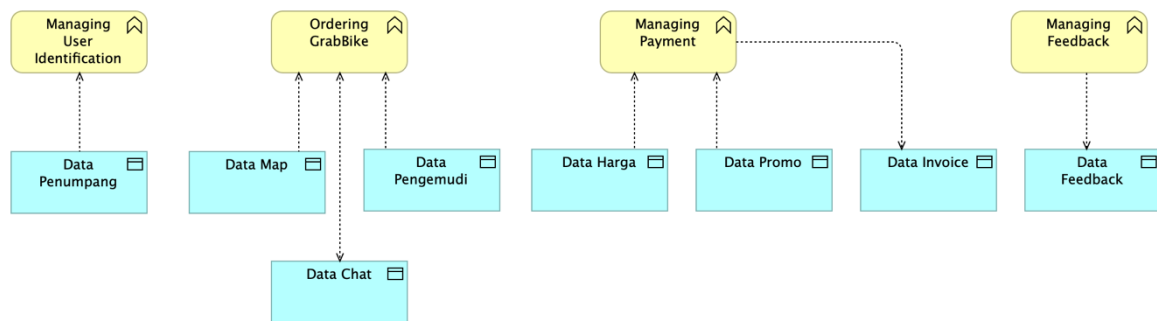 Managing
User
Identification
Ordering
GrabBike
Managing
Payment
Managing
Feedback
Data
Penumpang
Data Map
Data
Pengemudi
Data Harga
Data Promo
Data Invoice
Data
Feedback
Data Chat